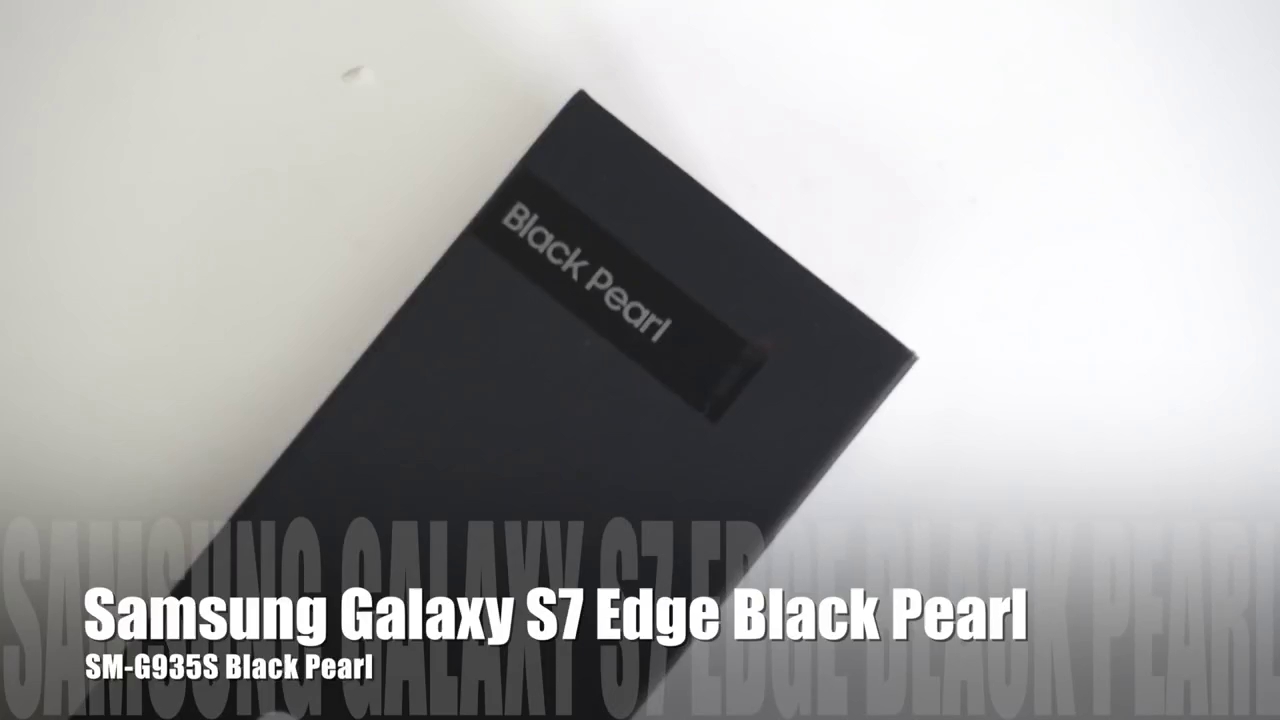 Black Pearl
SAMSUNG GALAXY S7 EDGE BLACK PEARL
Samsung Galaxy S7 Edge Black Pearl
SM-G935S Black Pearl